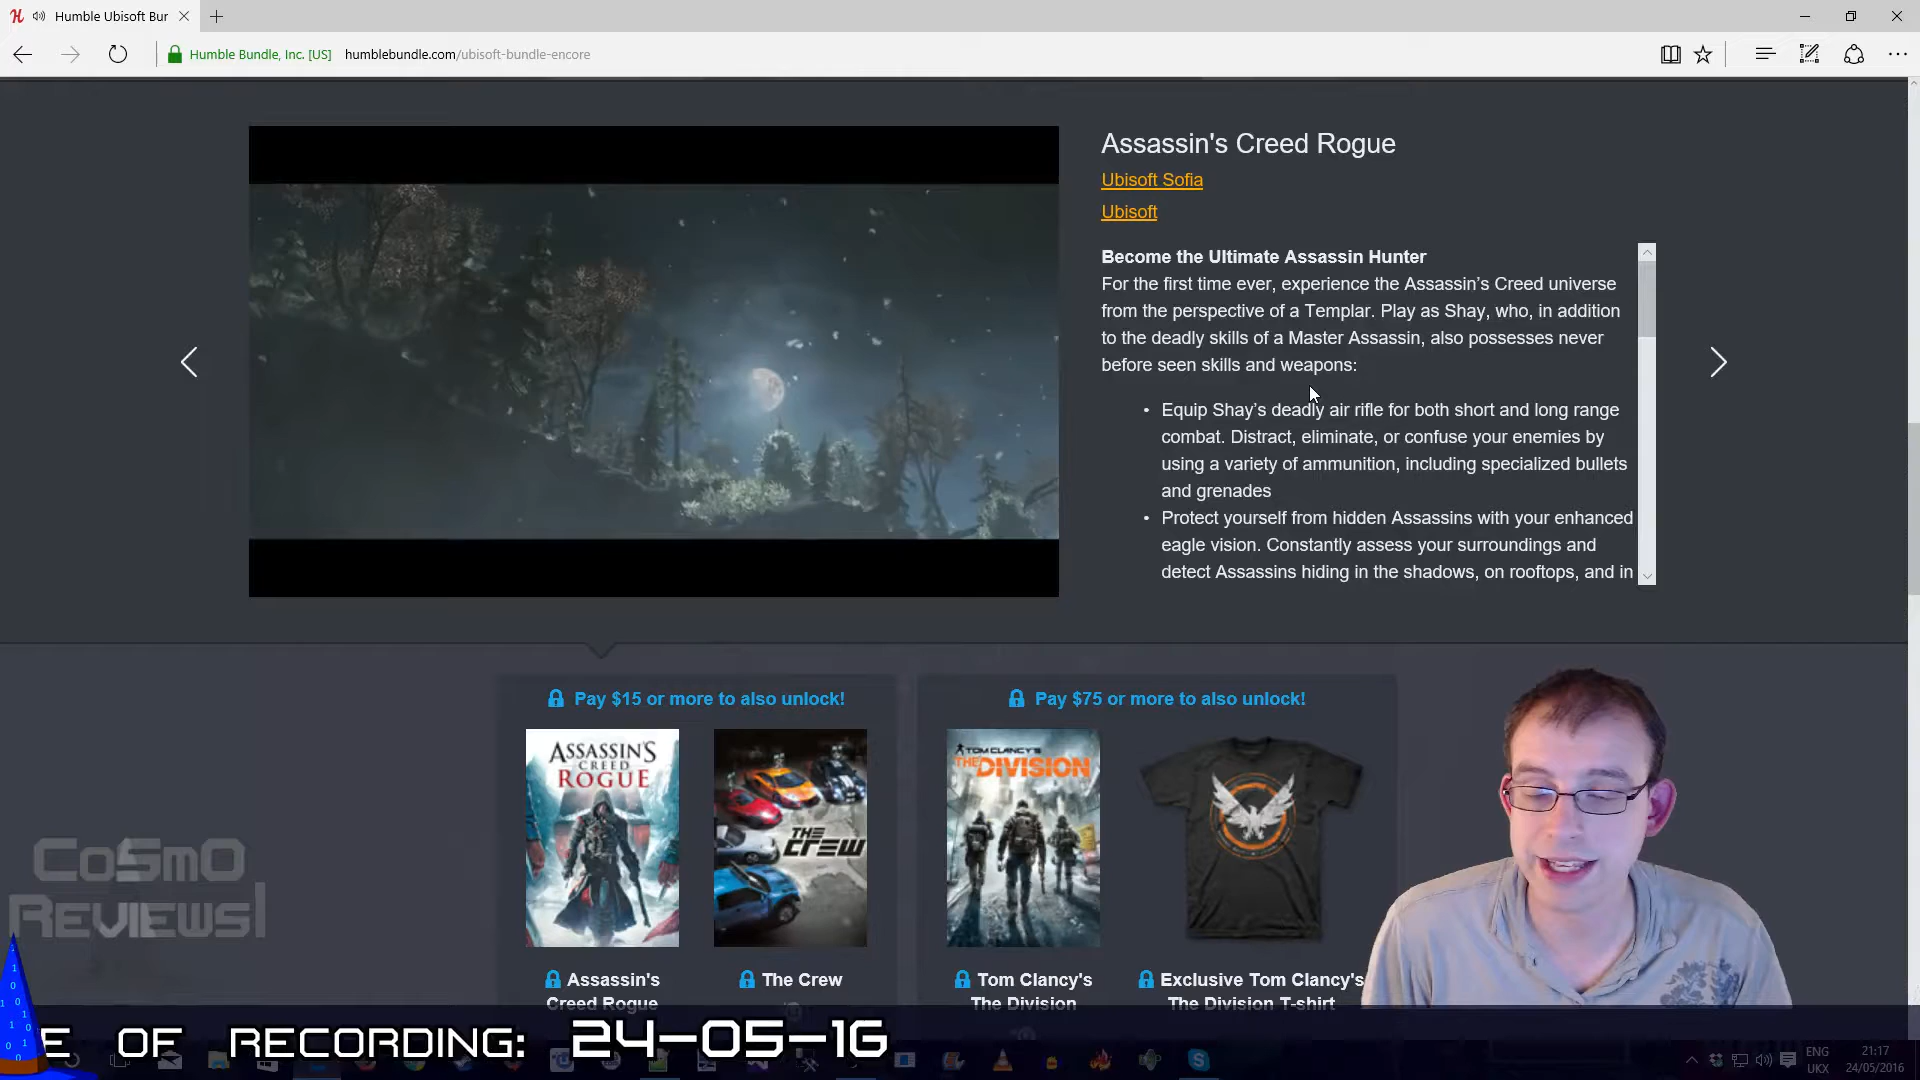 Humble Ubisoft Bur
Humble Bundle, Inc. [US] humblebundle.com/ubisoft-bundle-encore
Assassin's Creed Rogue
Ubisoft Sofia
Ubisoft
Become the Ultimate Assassin Hunter
For the first time ever, experience the Assassin’s Creed universe
from the perspective of a Templar. Play as Shay, who, in addition
to the deadly skills of a Master Assassin, also possesses never
before seen skills and weapons:
• Equip Shay’s deadly air rifle for both short and long range
combat. Distract, eliminate, or confuse your enemies by
using a variety of ammunition, including specialized bullets
and grenades
• Protect yourself from hidden Assassins with your enhanced
eagle vision. Constantly assess your surroundings and
detect Assassins hiding in the shadows, on rooftops, and in
Pay $15 or more to also unlock!
Pay $75 or more to also unlock!
ASSASSIN'S
CREED
ROGUE
THE
CREW
TOM CLANCY'S
THE DIVISION
Assassin's
Creed Rogue
The Crew
Tom Clancy's
The Division
Exclusive Tom Clancy's
The Division T-shirt
CoSmO
REVIEWS!
E OF RECORDING: 24-05-16
ENG
UKX
21:17
24/05/2016